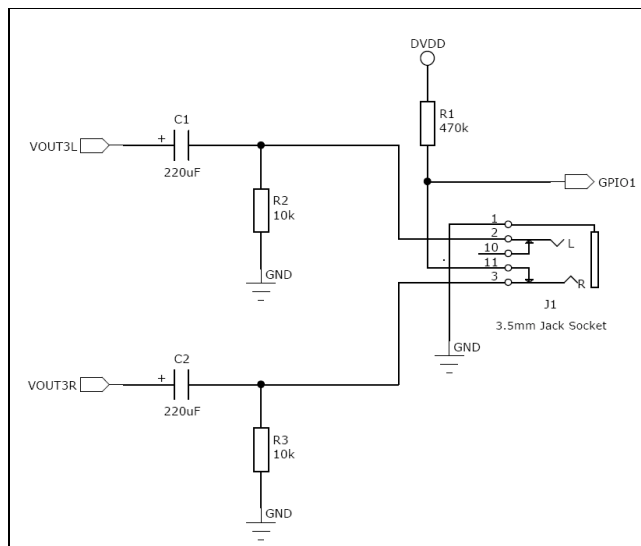 DVDD
R1
470k
GPIO1
C1
+
VOUT3L
220uF
R2
10k
GND
1
2
10
11
3
L
R
J1
3.5mm Jack Socket
GND
C2
+
VOUT3R
220uF
R3
10k
GND